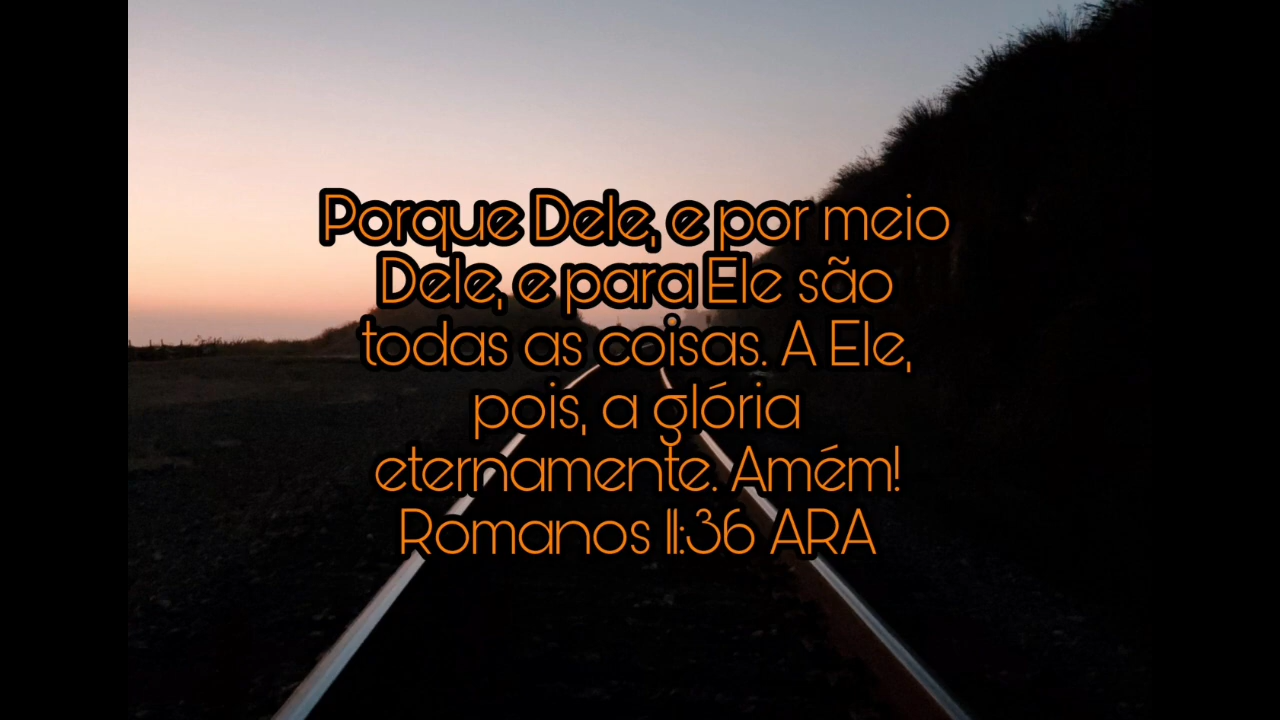 Porque Dele, e por meio
Dele, e para Ele são
todas as coisas. A Ele,
pois, a glória
eternamente. Amém!
Romanos 11:36 ARA